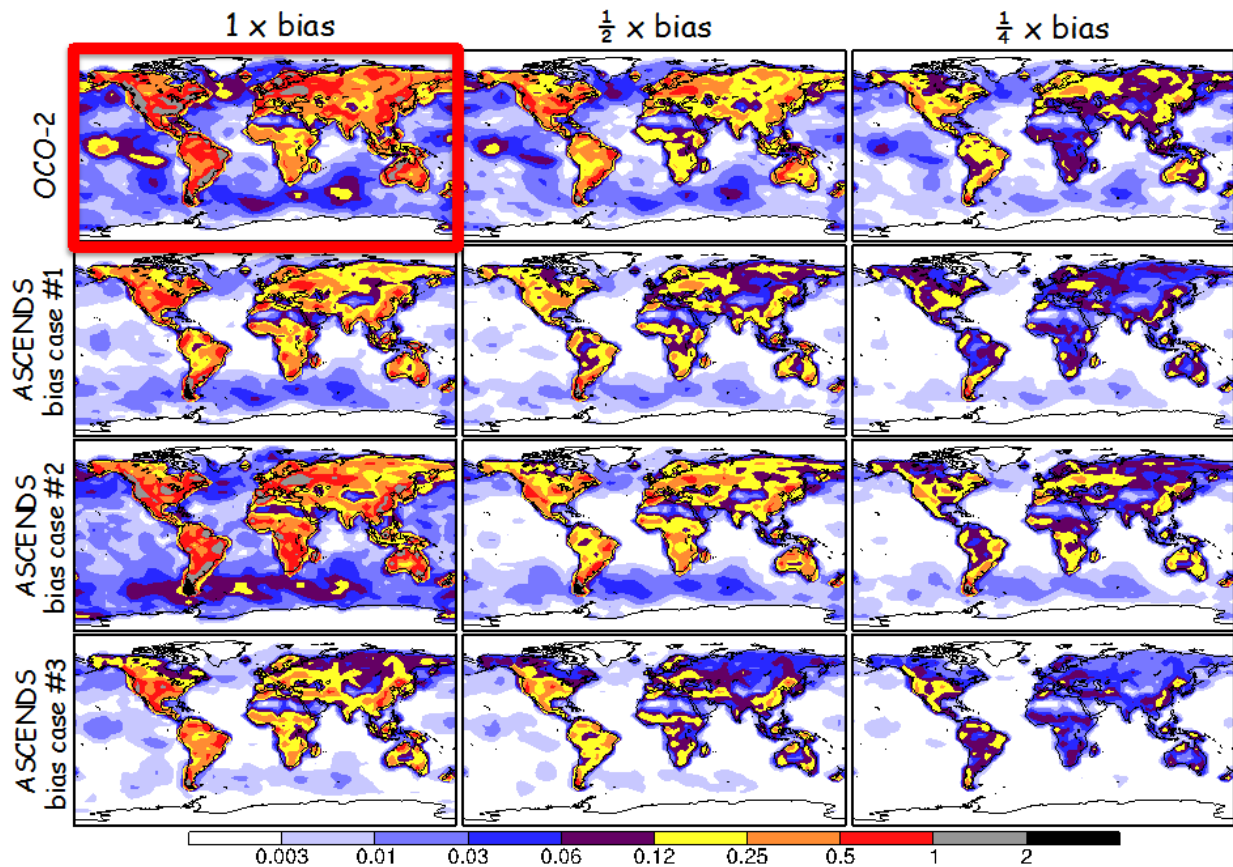 1 x bias
½ x bias
¼ x bias
OCO-2
ASCENDS
bias case #1
ASCENDS
bias case #2
ASCENDS
bias case #3
0.003 0.01 0.03 0.06 0.12 0.25 0.5 1 2